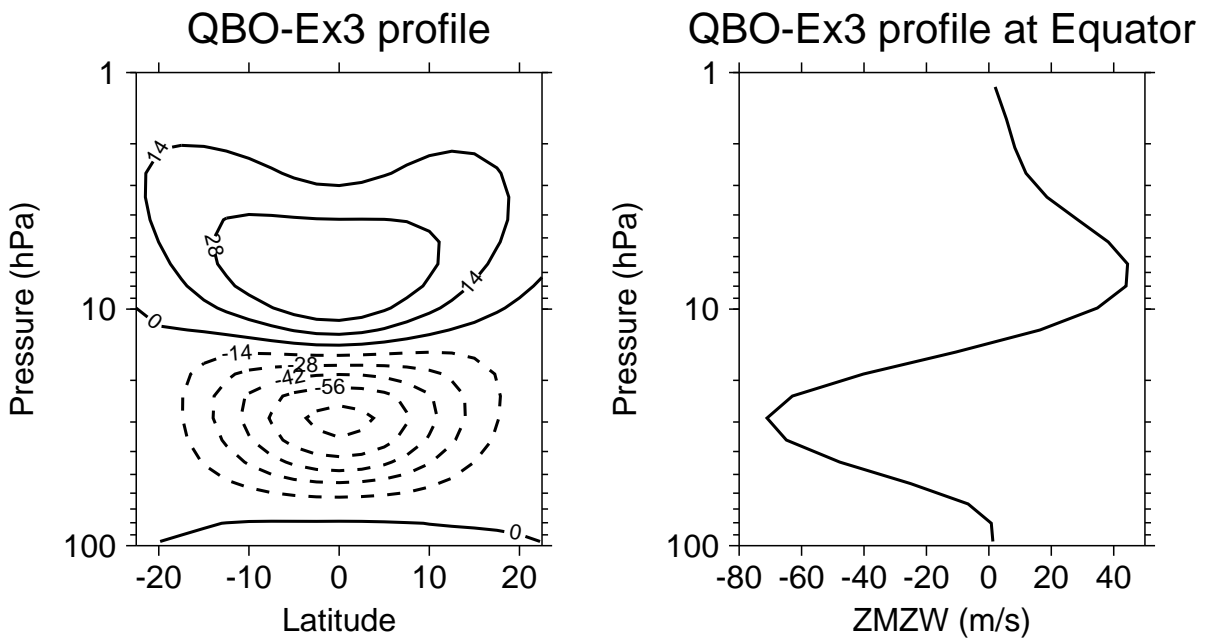 QBO-Ex3 profile
1
10
100
Pressure (hPa)
14
28
14
0
-14
-28
-42
-56
0
-20 -10 0 10 20
Latitude
QBO-Ex3 profile at Equator
1
10
100
Pressure (hPa)
-80 -60 -40 -20 0 20 40
ZMZW (m/s)